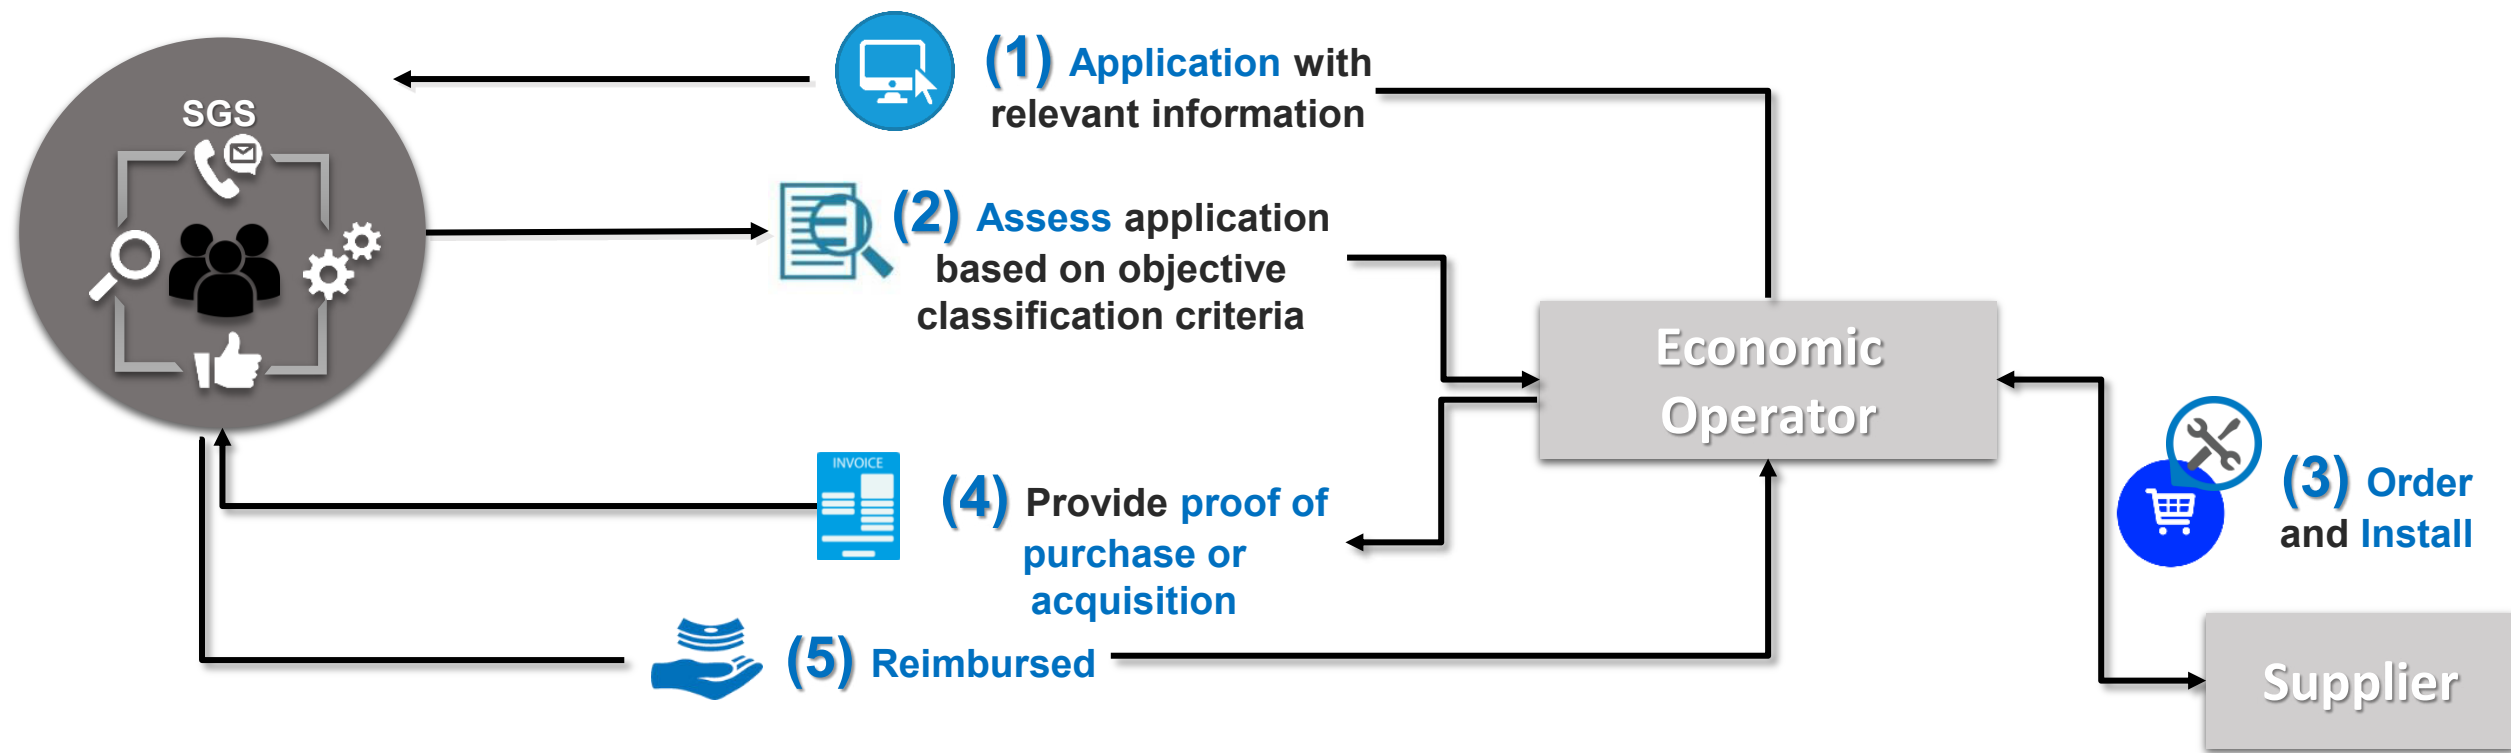 SGS
(1) Application with
relevant information
(2) Assess application
based on objective
classification criteria
Economic
Operator
(3) Order
and Install
INVOICE
(4) Provide proof of
purchase or
acquisition
(5) Reimbursed
Supplier